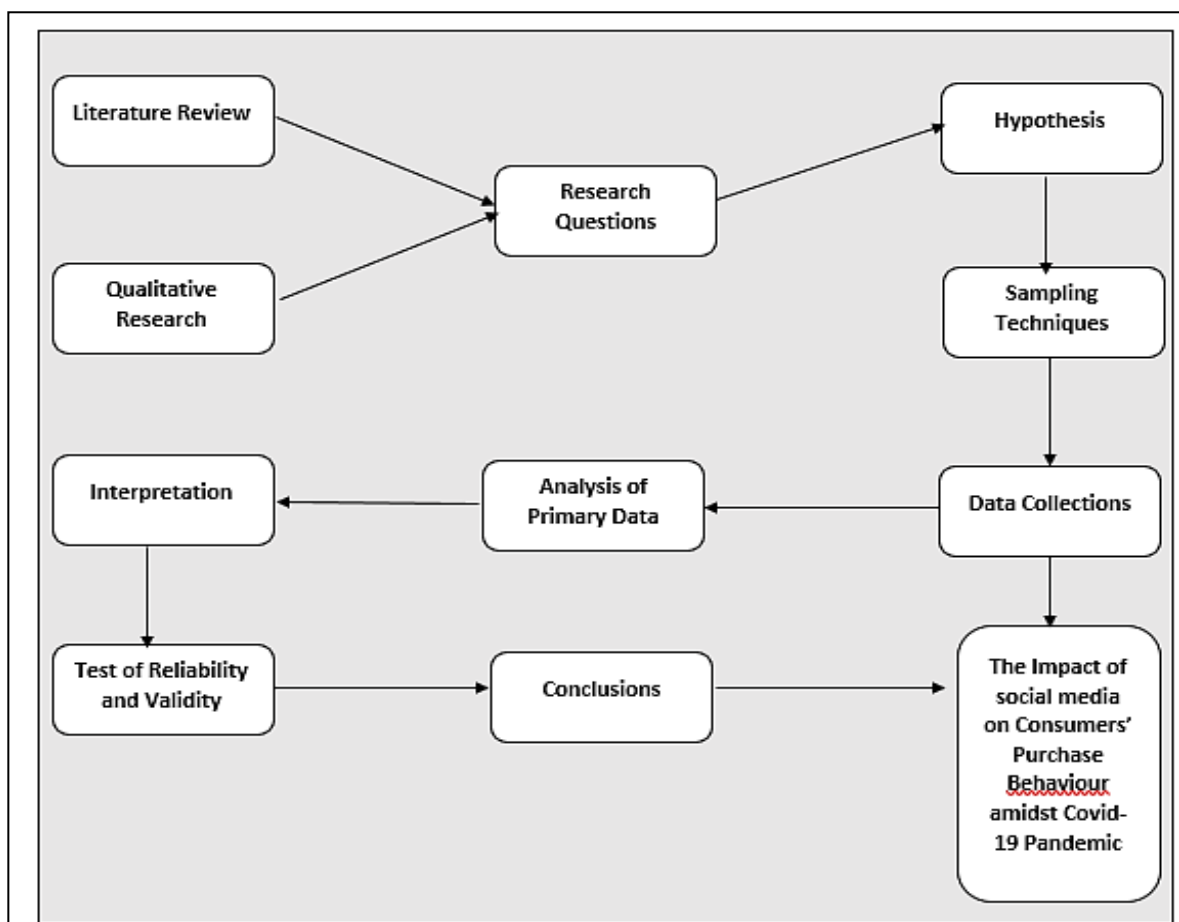 Literature Review
Hypothesis
Research
Questions
Qualitative
Research
Sampling
Techniques
Interpretation
Analysis of
Primary Data
Data Collections
Test of Reliability
and Validity
Conclusions
The Impact of
social media
on Consumers’
Purchase
Behaviour
amidst Covid-
19 Pandemic